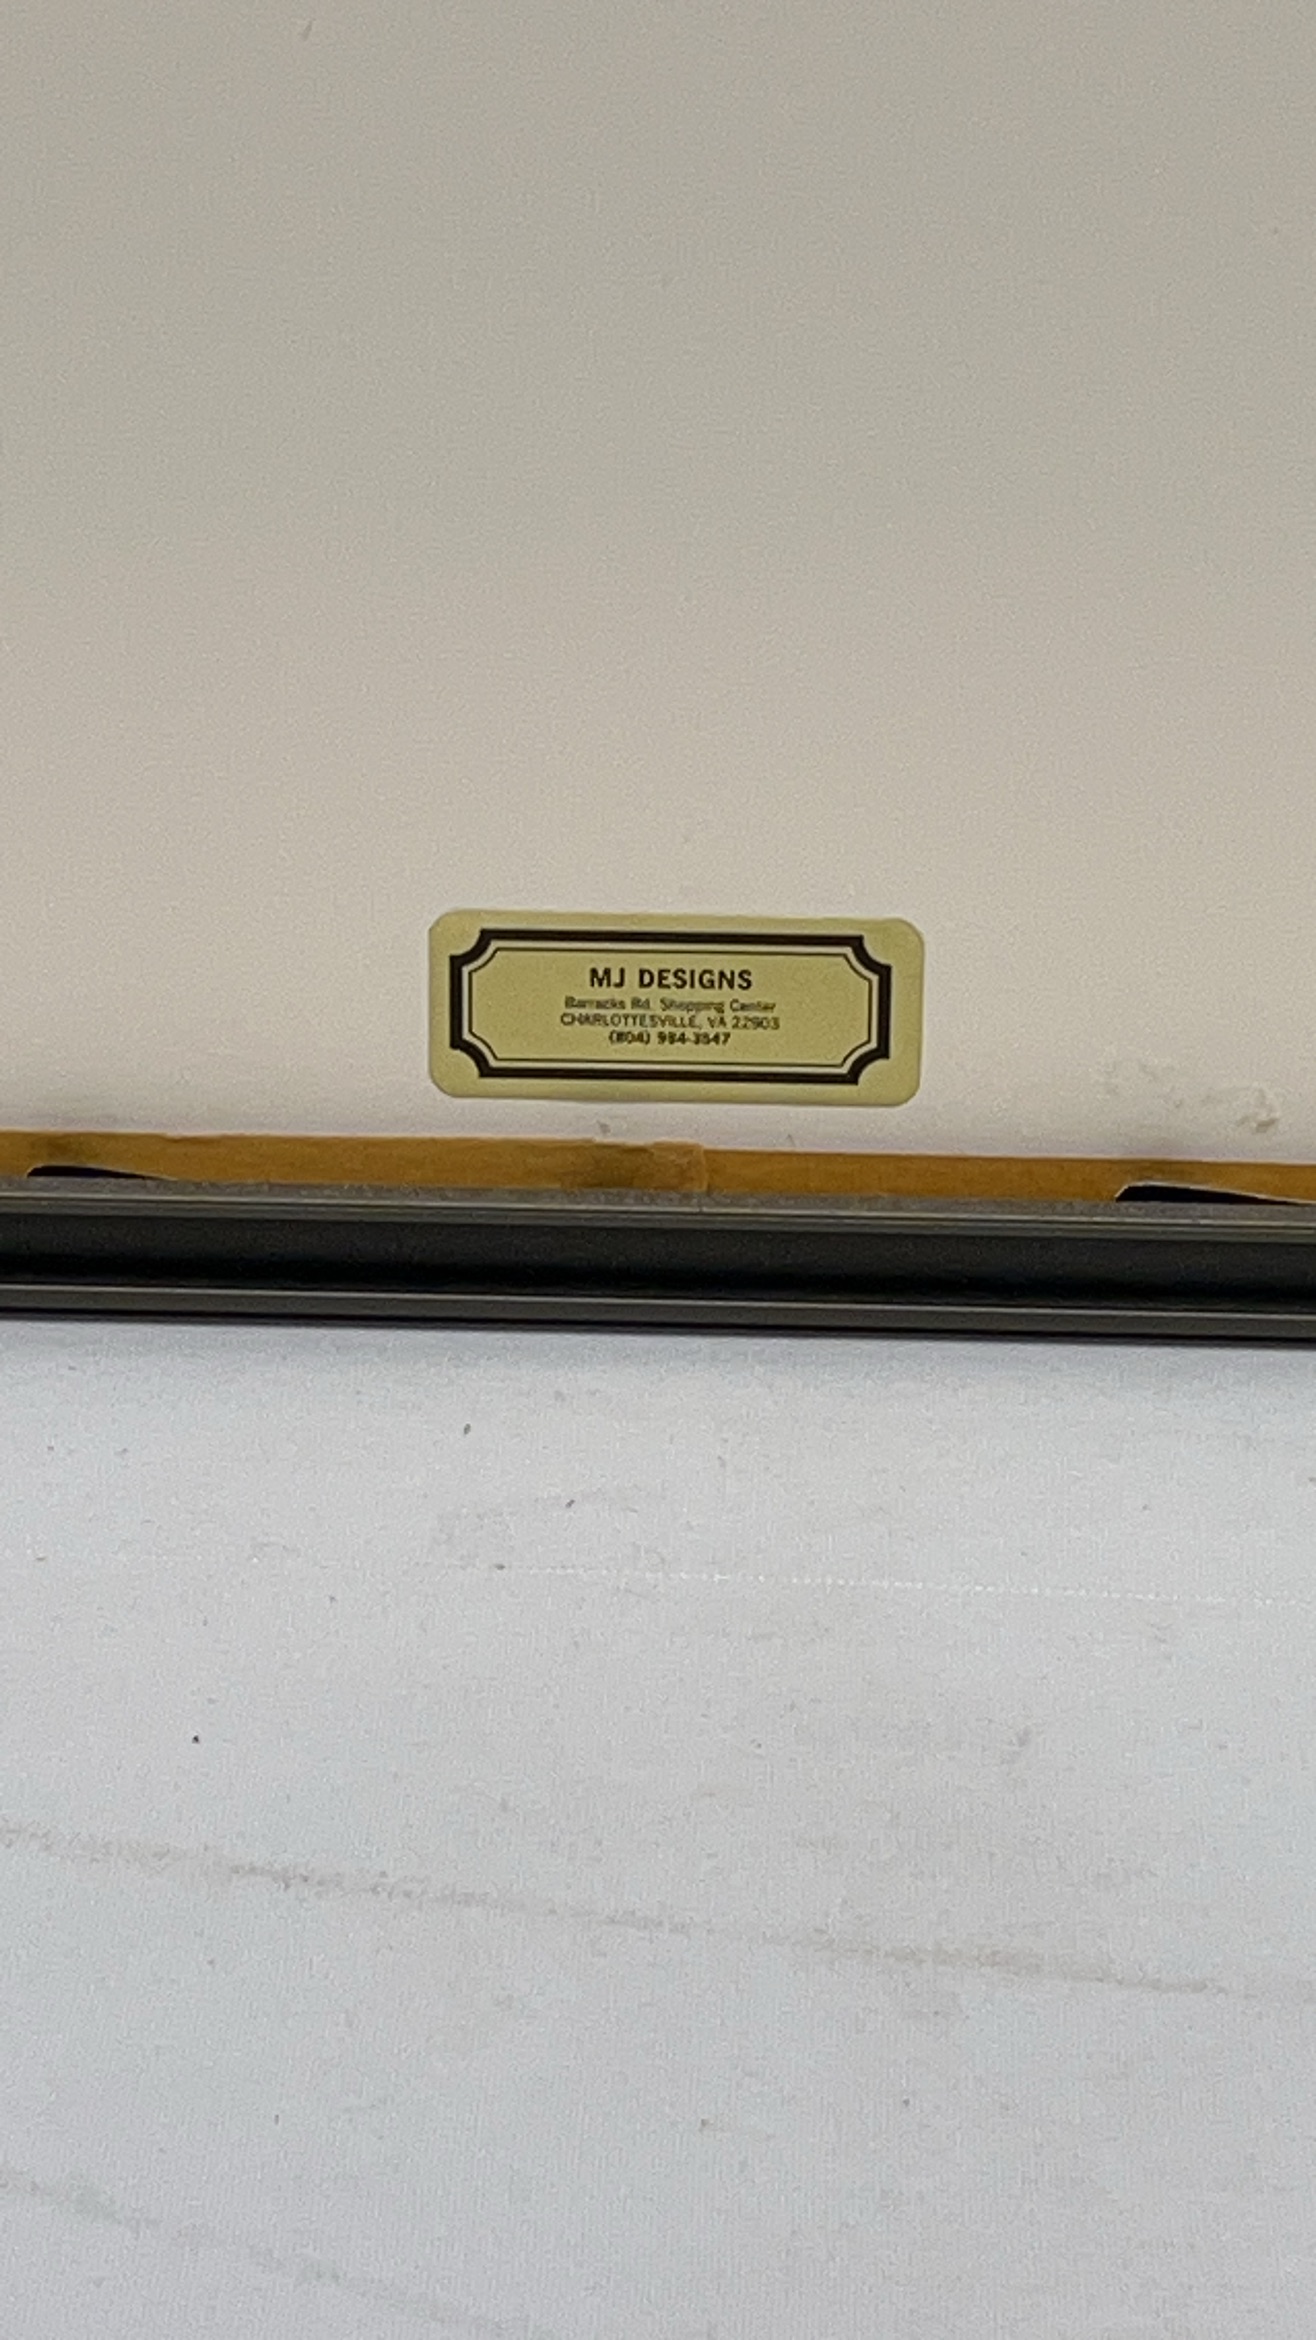 MJ DESIGNS
Barracks Rd. Shopping Center
CHARLOTTESVILLE, VA 22903
(804) 984-3547